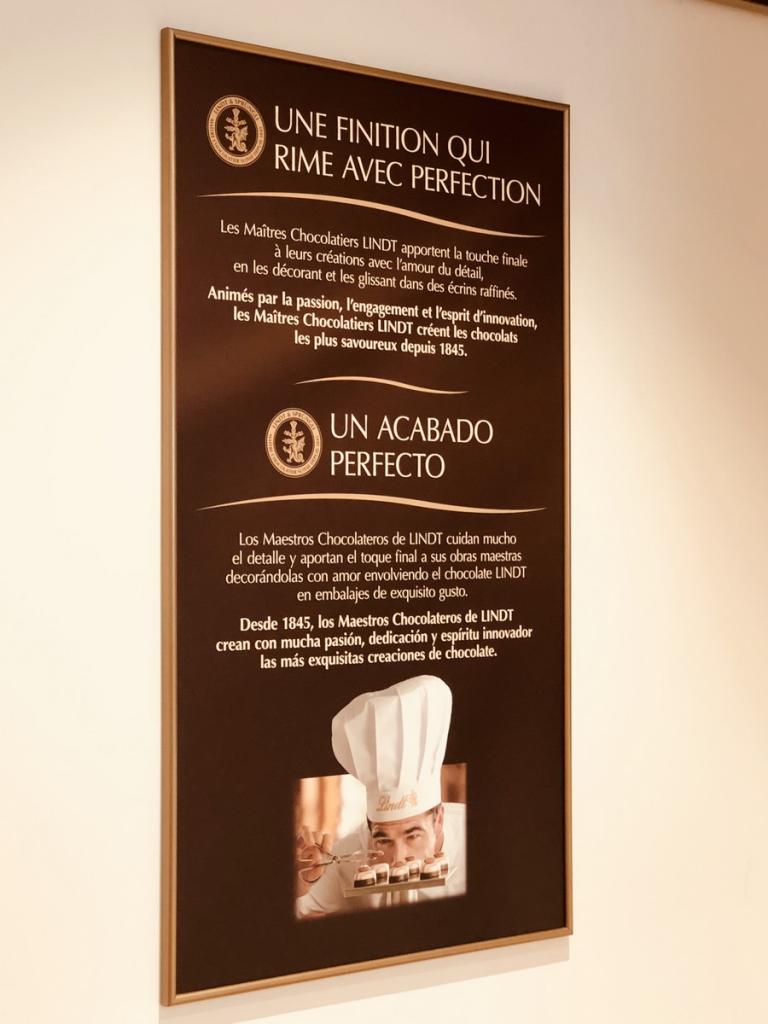 UNE FINITION QUI
RIME AVEC PERFECTION
Les Maîtres Chocolatiers LINDT apportent la touche finale
à leurs créations avec l'amour du détail,
en les décorant et les glissant dans des écrins raffinés.
Animés par la passion, l'engagement et l'esprit d'innovation,
les Maîtres Chocolatiers LINDT créent les chocolats
les plus savoureux depuis 1845.
LINDT & SPRÜNGLI
UN ACABADO
PERFECTO
Los Maestros Chocolateros de LINDT cuidan mucho
el detalle y aportan el toque final a sus obras maestras
decorándolas con amor envolviendo el chocolate LINDT
en embalajes de exquisito gusto.
Desde 1845, los Maestros Chocolateros de LINDT
crean con mucha pasión, dedicación y espíritu innovador
las más exquisitas creaciones de chocolate.
Lindt